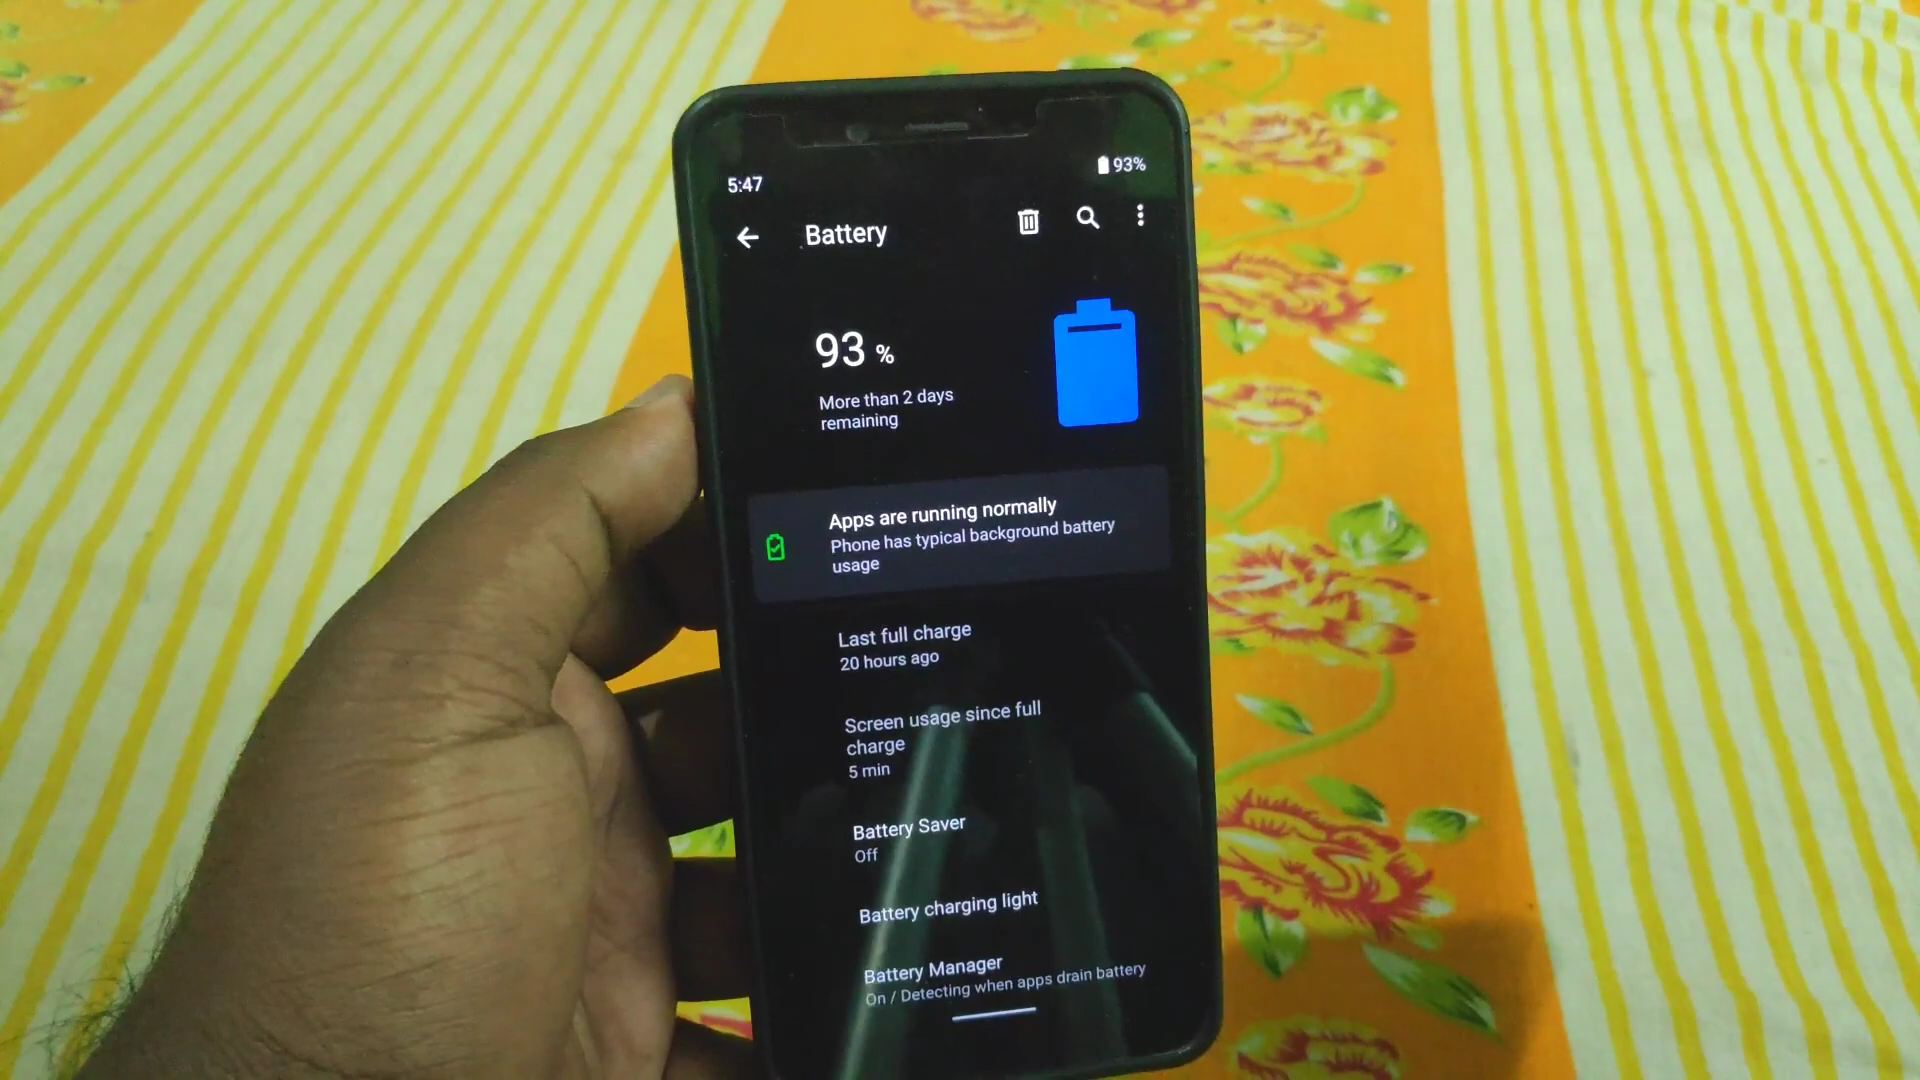 5:47
93%
Battery
93 %
More than 2 days
remaining
Apps are running normally
Phone has typical background battery
usage
Last full charge
20 hours ago
Screen usage since full
charge
5 min
Battery Saver
Off
Battery charging light
Battery Manager
On / Detecting when apps drain battery